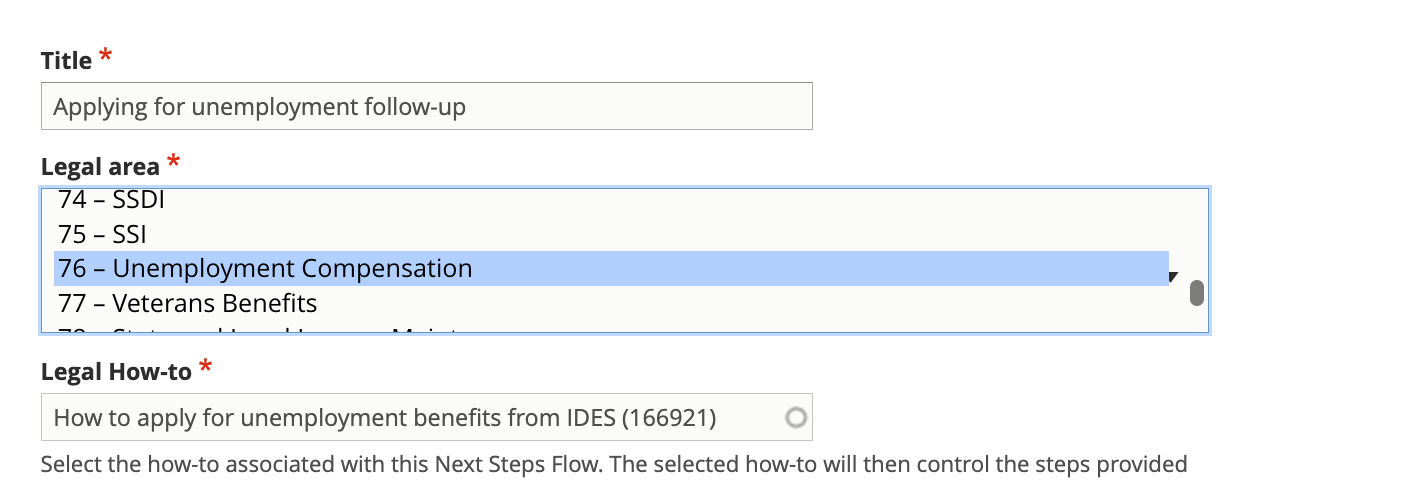 Title *
Applying for unemployment follow-up
Legal area *
74 – SSDI
75 – SSI
76 – Unemployment Compensation
77 – Veterans Benefits
Legal How-to *
How to apply for unemployment benefits from IDES (166921)
Select the how-to associated with this Next Steps Flow. The selected how-to will then control the steps provided